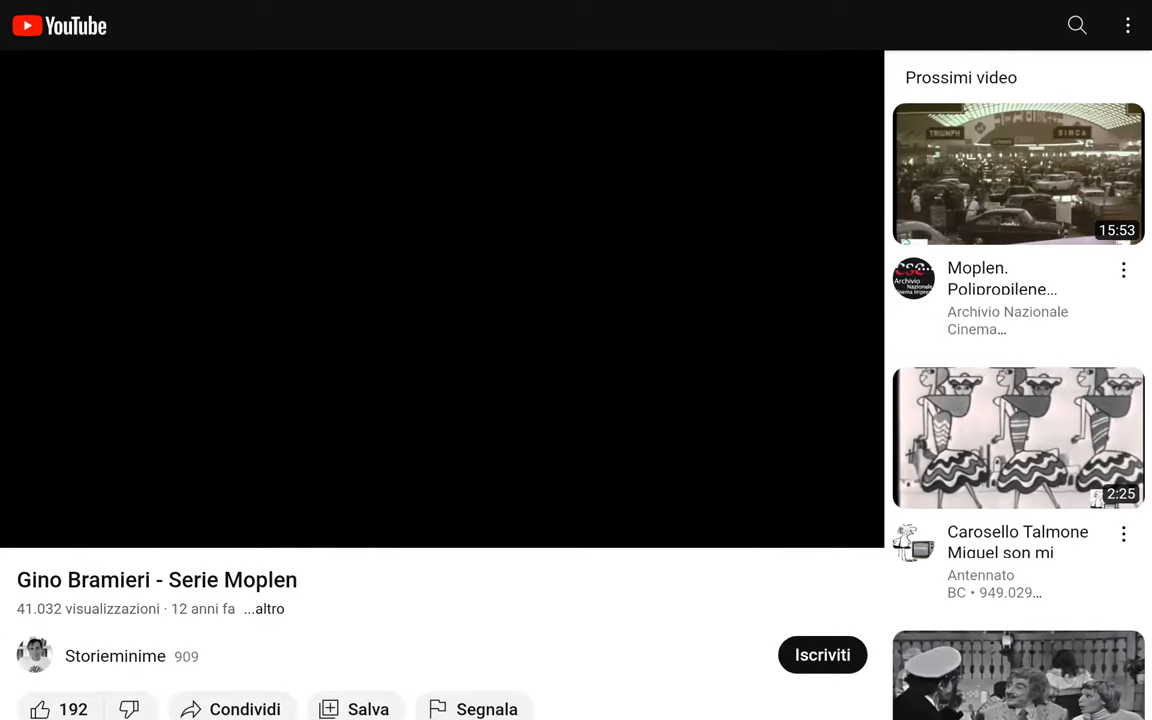 YouTube
Prossimi video
TRIUMPH
SIMCA
15:53
Moplen.
Polipropilene...
Archivio Nazionale
Cinema...
2:25
Carosello Talmone
Miguel son mi
Antennato
BC • 949.029...
Gino Bramieri - Serie Moplen
41.032 visualizzazioni · 12 anni fa ...altro
Storieminime 909
Iscriviti
192
Condividi
Salva
Segnala